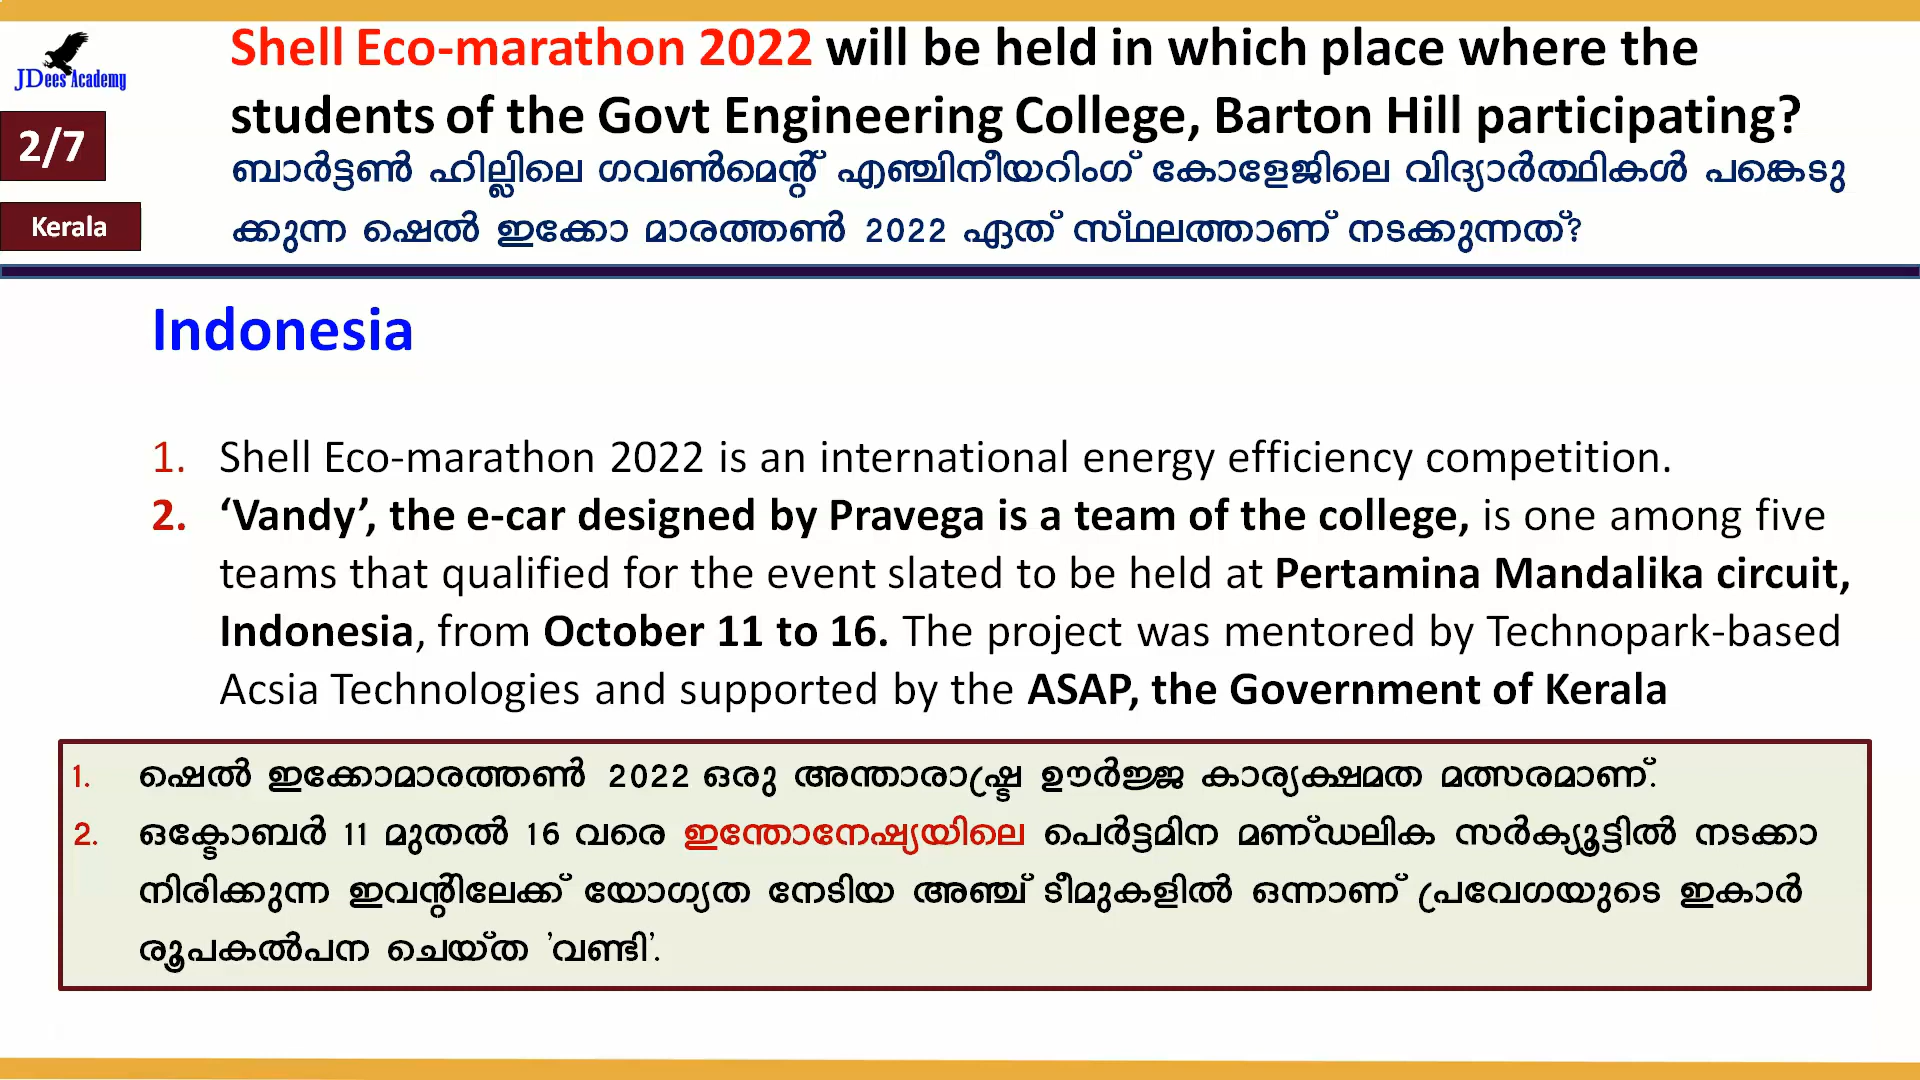 JDees Academy
2/7
Kerala
Shell Eco-marathon 2022 will be held in which place where the
students of the Govt Engineering College, Barton Hill participating?
ബാർട്ടൺ ഹില്ലിലെ ഗവൺമെന്റ് എഞ്ചിനീയറിംഗ് കോളേജിലെ വിദ്യാർത്ഥികൾ പങ്കെടു
ക്കുന്ന ഷെൽ ഇക്കോ മാരത്തൺ 2022 ഏത് സ്ഥലത്താണ് നടക്കുന്നത്?
Indonesia
1. Shell Eco-marathon 2022 is an international energy efficiency competition.
2. ‘Vandy’, the e-car designed by Pravega is a team of the college, is one among five
teams that qualified for the event slated to be held at Pertamina Mandalika circuit,
Indonesia, from October 11 to 16. The project was mentored by Technopark-based
Acsia Technologies and supported by the ASAP, the Government of Kerala
1. ഷെൽ ഇക്കോമാരത്തൺ 2022 ഒരു അന്താരാഷ്ട്ര ഊർജ്ജ കാര്യക്ഷമത മത്സരമാണ്.
2. ഒക്ടോബർ 11 മുതൽ 16 വരെ ഇന്തോനേഷ്യയിലെ പെർട്ടമിന മണ്ഡലിക സർക്യൂട്ടിൽ നടക്കാ
നിരിക്കുന്ന ഇവന്റിലേക്ക് യോഗ്യത നേടിയ അഞ്ച് ടീമുകളിൽ ഒന്നാണ് പ്രവേഗയുടെ ഇകാർ
രൂപകൽപന ചെയ്ത 'വണ്ടി'.